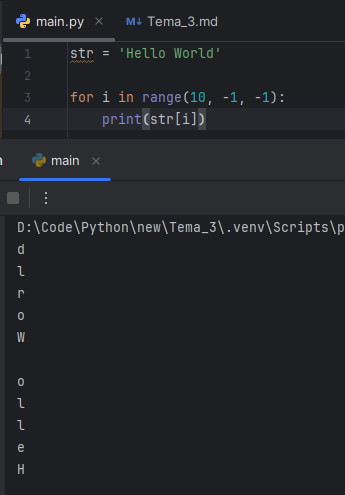 main.py × Tema_3.md
1 str = 'Hello World'
2
3 for i in range(10, -1, -1):
4     print(str[i])
main ×
D:\Code\Python\new\Tema_3\.venv\Scripts\p
d
l
r
o
W

o
l
l
e
H